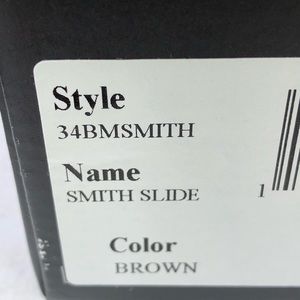 Style
34BMSMITH
Name
SMITH SLIDE
1
Color
BROWN